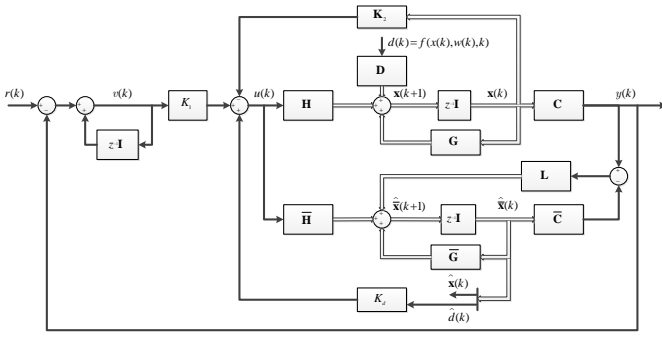 K₂
d(k)=f(x(k),w(k),k)
D
r(k)
v(k)
K₁
u(k)
H
x(k+1)
z⁻¹I
x(k)
C
y(k)
z⁻¹I
G
L
H̅
x̂̅(k+1)
z⁻¹I
x̂̅(k)
C̅
G̅
x̂(k)
K_d
d̂(k)